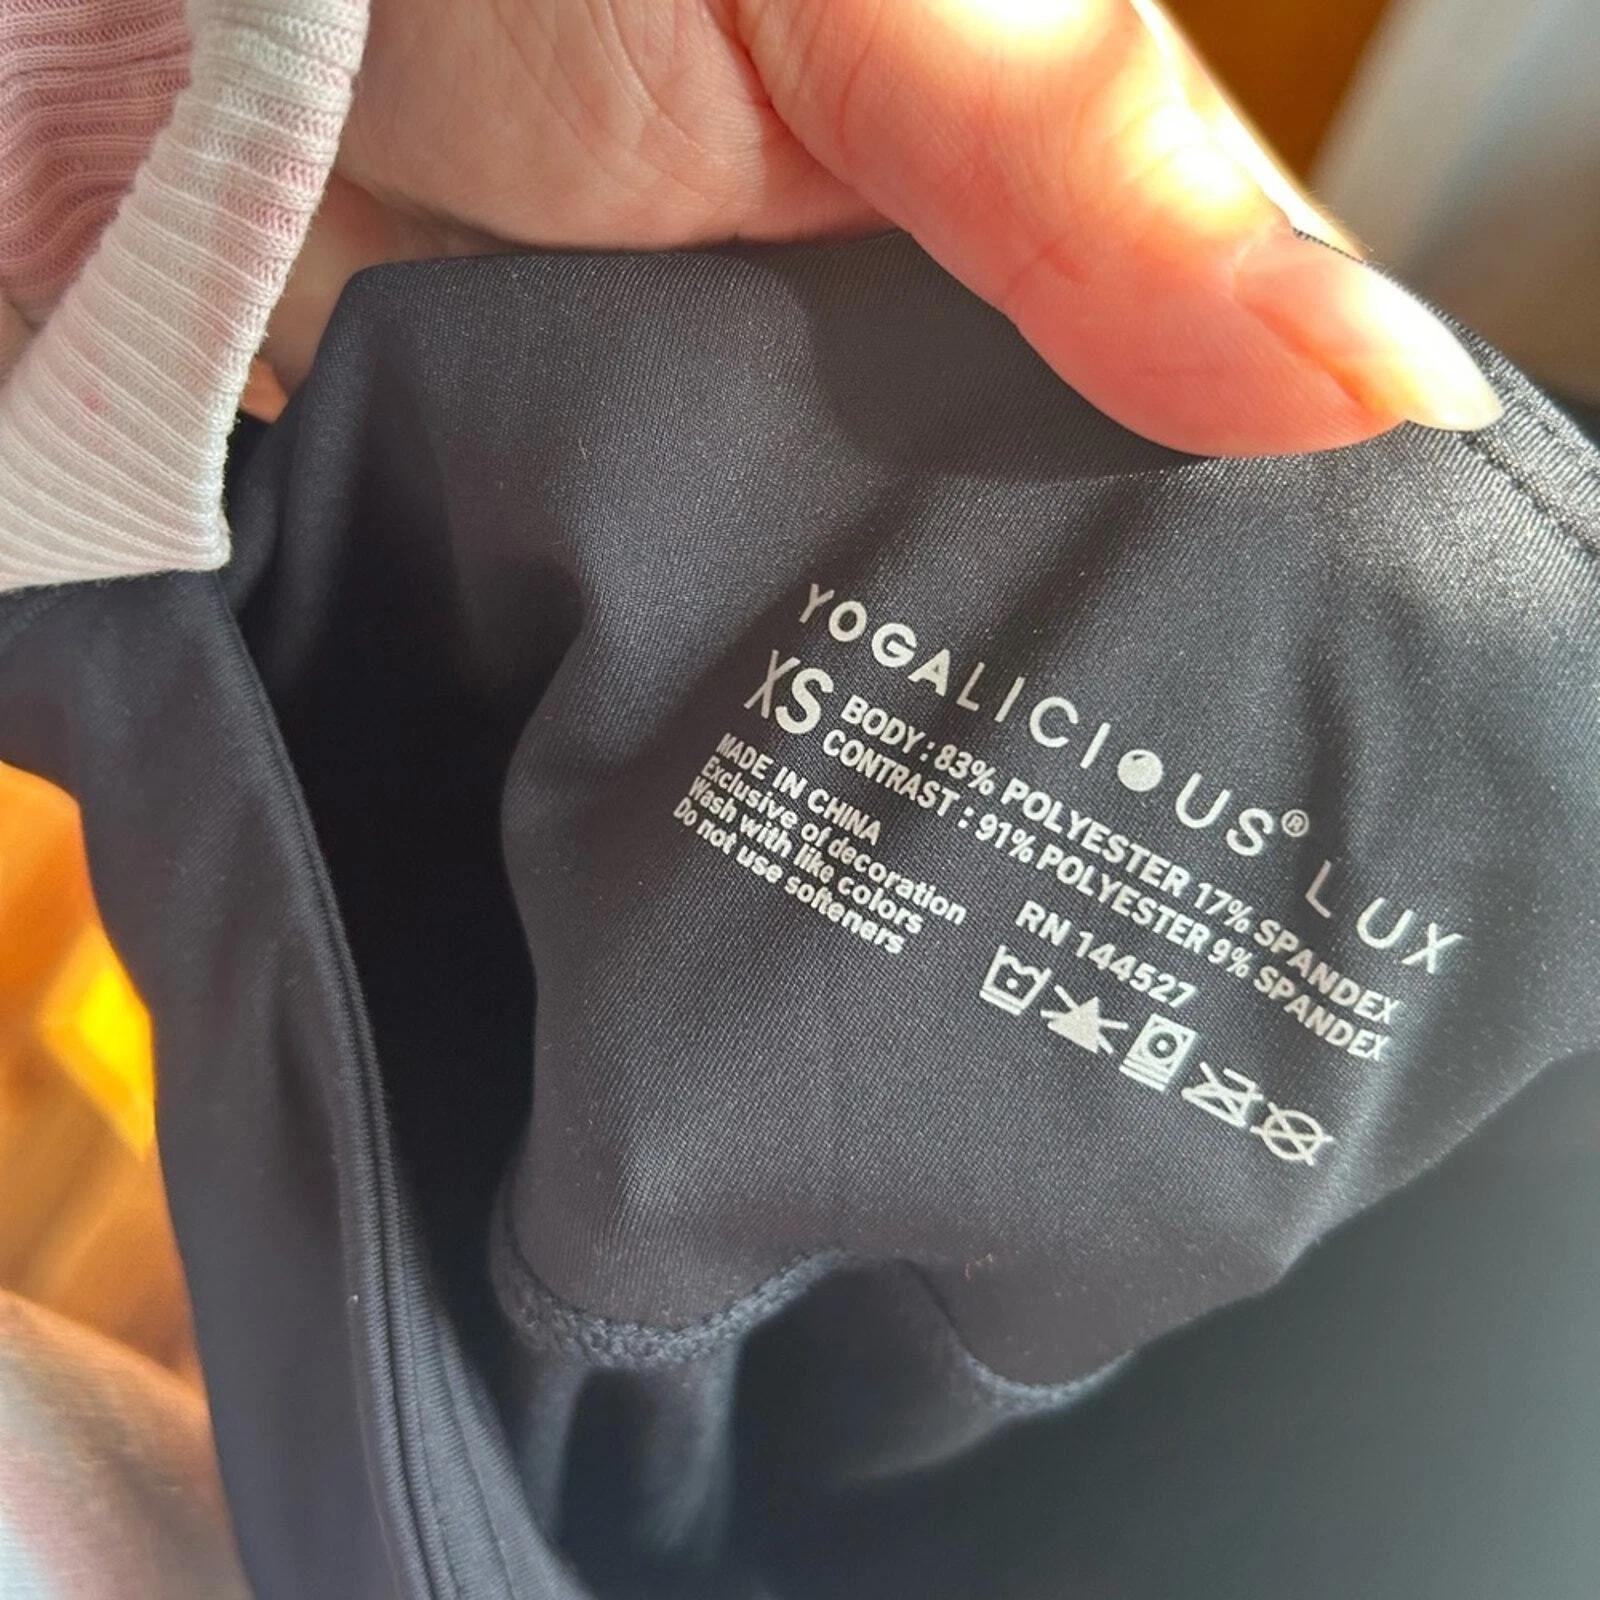 YOGALICIOUS® LUX
XS
BODY : 83% POLYESTER 17% SPANDEX
CONTRAST : 91% POLYESTER 9% SPANDEX
MADE IN CHINA
Exclusive of decoration
Wash with like colors
Do not use softeners
RN 144527